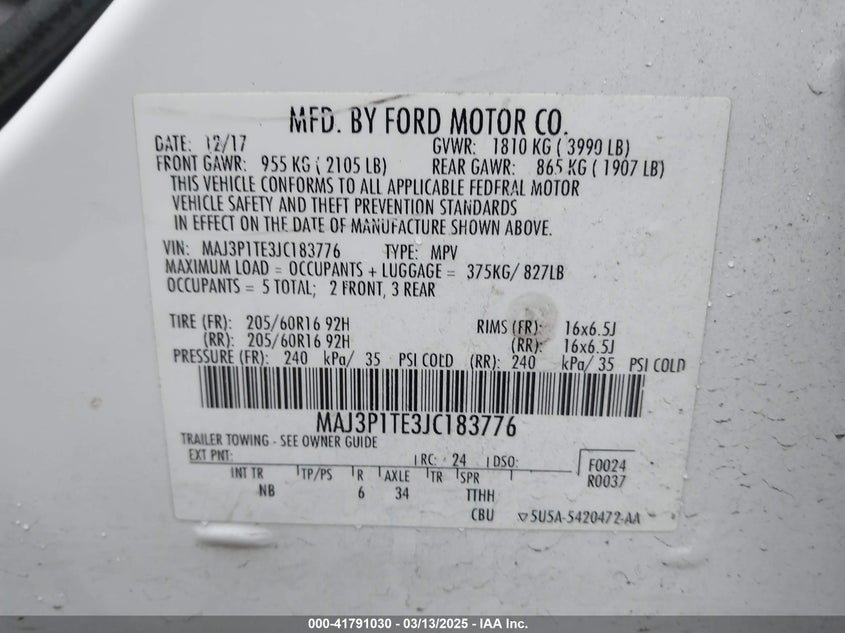 MFD. BY FORD MOTOR CO.
DATE: 12/17 GVWR: 1810 KG ( 3990 LB)
FRONT GAWR: 955 KG ( 2105 LB) REAR GAWR: 865 KG ( 1907 LB)
THIS VEHICLE CONFORMS TO ALL APPLICABLE FEDERAL MOTOR
VEHICLE SAFETY AND THEFT PREVENTION STANDARDS
IN EFFECT ON THE DATE OF MANUFACTURE SHOWN ABOVE.
VIN: MAJ3P1TE3JC183776 TYPE: MPV
MAXIMUM LOAD = OCCUPANTS + LUGGAGE = 375KG/ 827LB
OCCUPANTS = 5 TOTAL; 2 FRONT, 3 REAR
TIRE (FR): 205/60R16 92H RIMS (FR): 16x6.5J
(RR): 205/60R16 92H (RR): 16x6.5J
PRESSURE (FR): 240 kPa/ 35 PSI COLD (RR): 240 kPa/ 35 PSI COLD
MAJ3P1TE3JC183776
TRAILER TOWING - SEE OWNER GUIDE
EXT PNT: RC: 24 DSO: F0024
INT TR TP/PS R AXLE TR SPR R0037
NB 6 34 TTHH
CBU 5U5A-5420472-AA
000-41791030 - 03/13/2025 - IAA Inc.